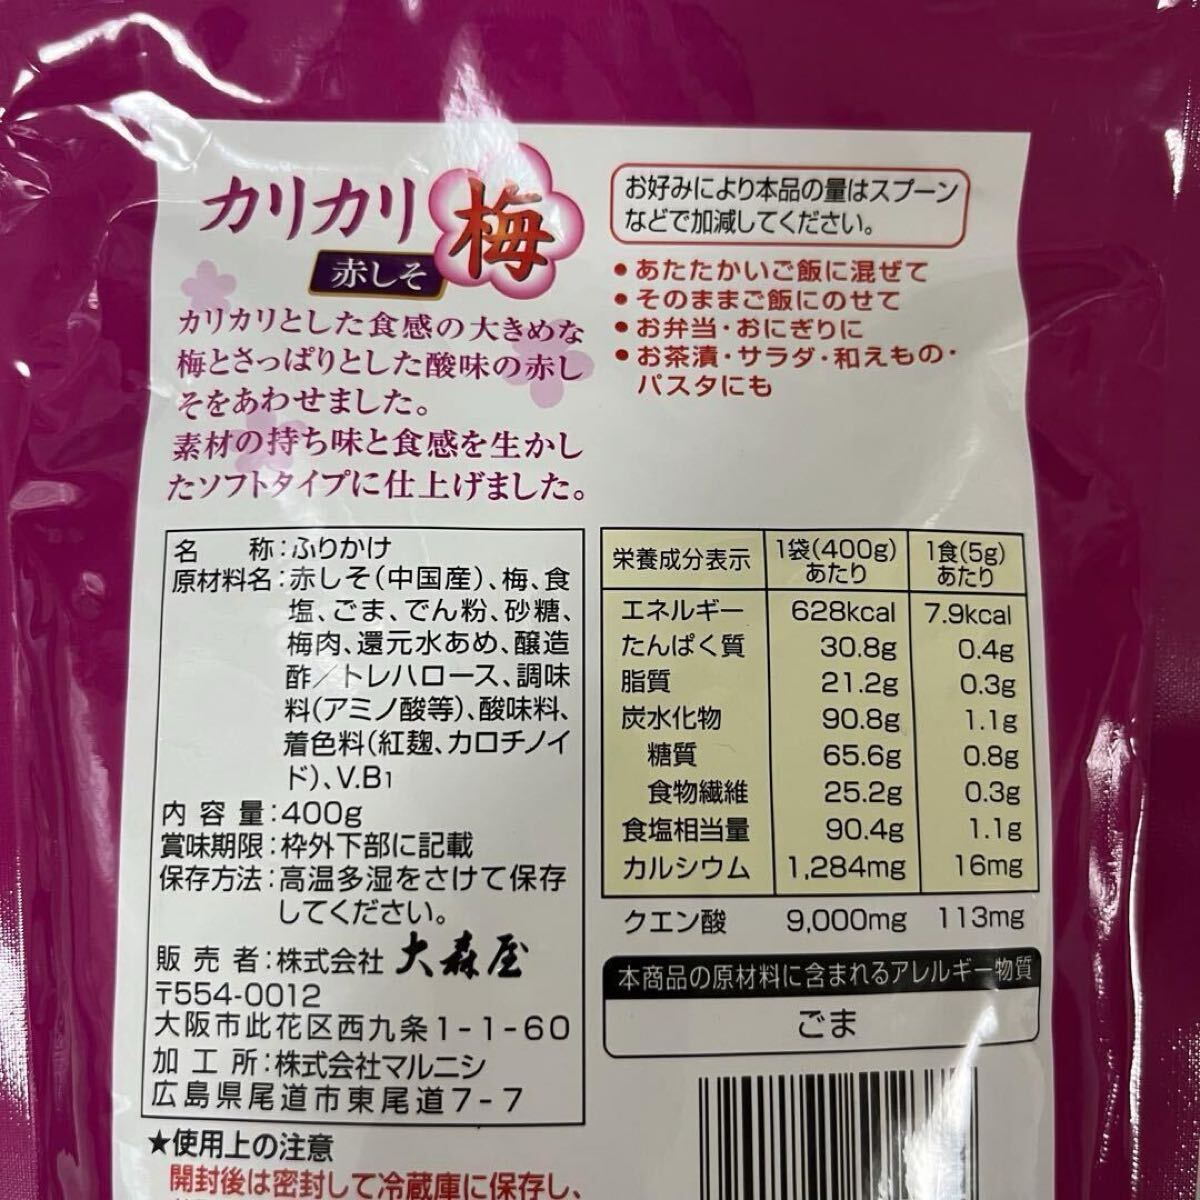 カリカリ梅
赤しそ
カリカリとした食感の大きめな
梅とさっぱりとした酸味の赤し
そをあわせました。
素材の持ち味と食感を生かし
たソフトタイプに仕上げました。
お好みにより本品の量はスプーン
などで加減してください。
•あたたかいご飯に混ぜて
•そのままご飯にのせて
•お弁当・おにぎりに
•お茶漬・サラダ・和えもの・
パスタにも
名 称:ふりかけ
原材料名:赤しそ(中国産)、梅、食
塩、ごま、でん粉、砂糖、
梅肉、還元水あめ、醸造
酢／トレハロース、調味
料(アミノ酸等)、酸味料、
着色料(紅麹、カロチノイ
ド)、V.B1
内 容 量:400g
賞味期限:枠外下部に記載
保存方法:高温多湿をさけて保存
してください。
販 売 者:株式会社 大森屋
〒554-0012
大阪市此花区西九条1-1-60
加 工 所:株式会社マルニシ
広島県尾道市東尾道7-7
栄養成分表示 1袋(400g)あたり 1食(5g)あたり
エネルギー 628kcal 7.9kcal
たんぱく質 30.8g 0.4g
脂質 21.2g 0.3g
炭水化物 90.8g 1.1g
糖質 65.6g 0.8g
食物繊維 25.2g 0.3g
食塩相当量 90.4g 1.1g
カルシウム 1,284mg 16mg
クエン酸 9,000mg 113mg
本商品の原材料に含まれるアレルギー物質
ごま
★使用上の注意
開封後は密封して冷蔵庫に保存し、